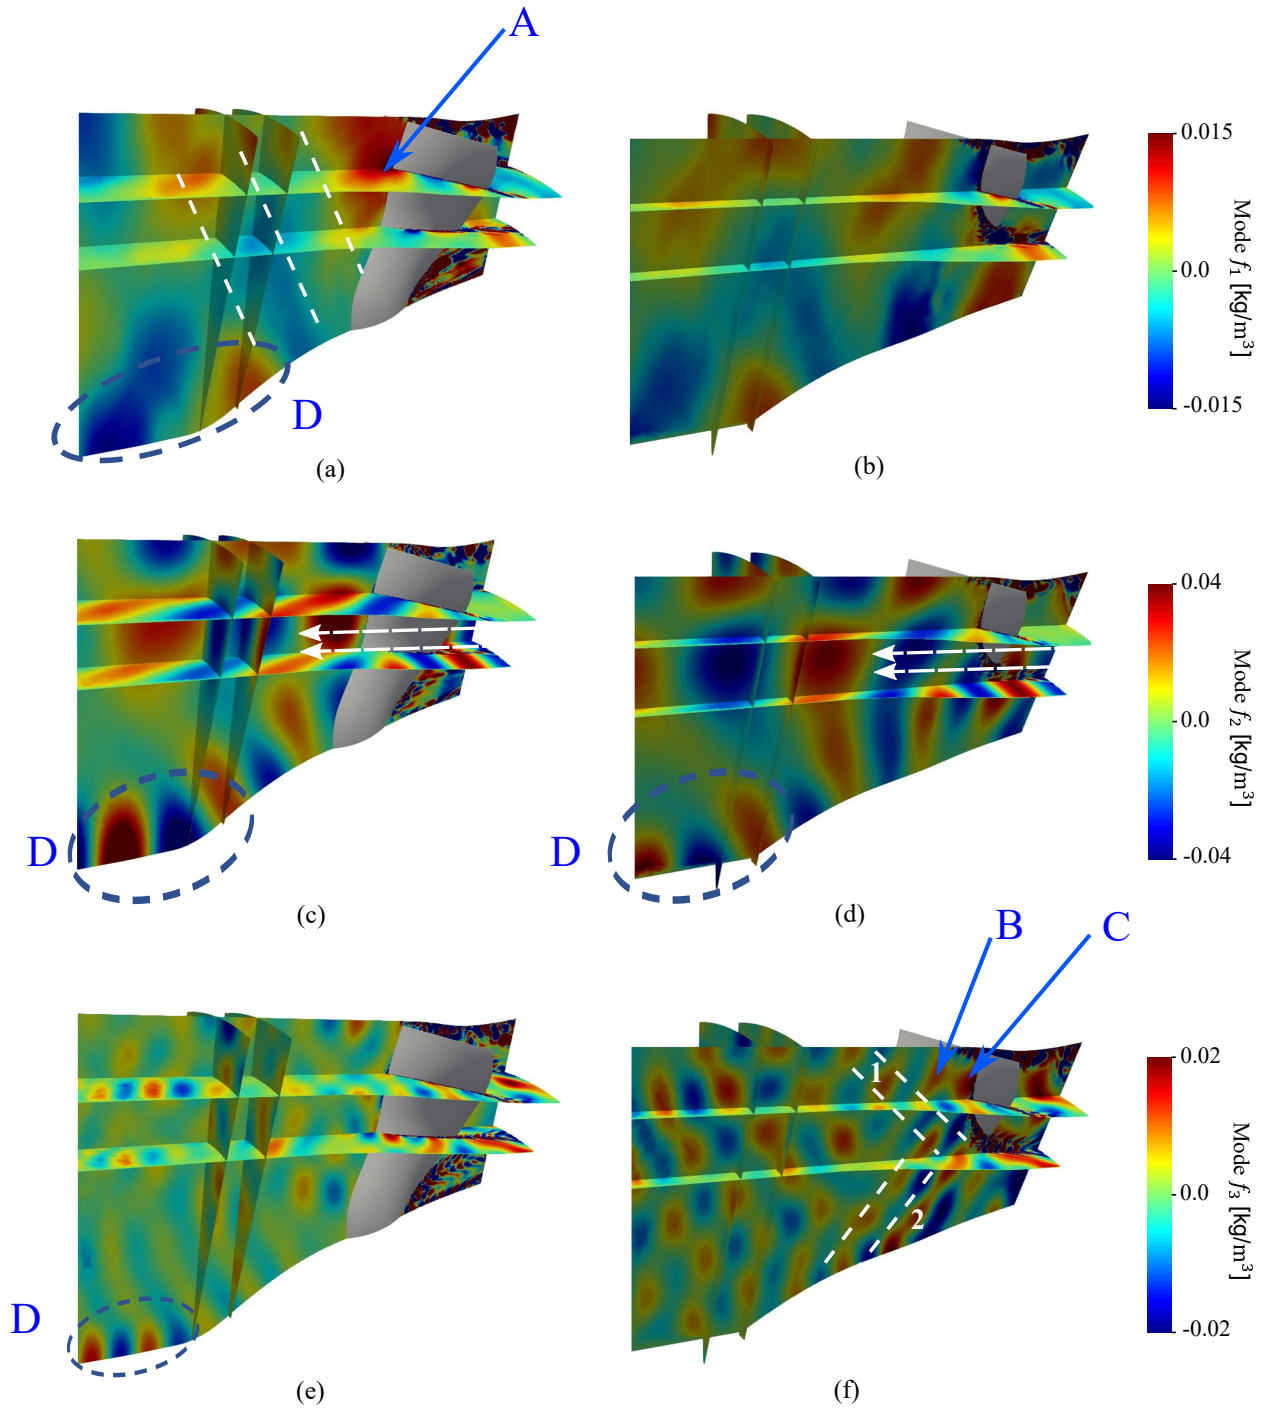 A
0.015
0.0
-0.015
Mode f₁ [kg/m³]
D
(a)
(b)
0.04
0.0
-0.04
Mode f₂ [kg/m³]
D
D
(c)
(d)
B
C
1
2
0.02
0.0
-0.02
Mode f₃ [kg/m³]
D
(e)
(f)